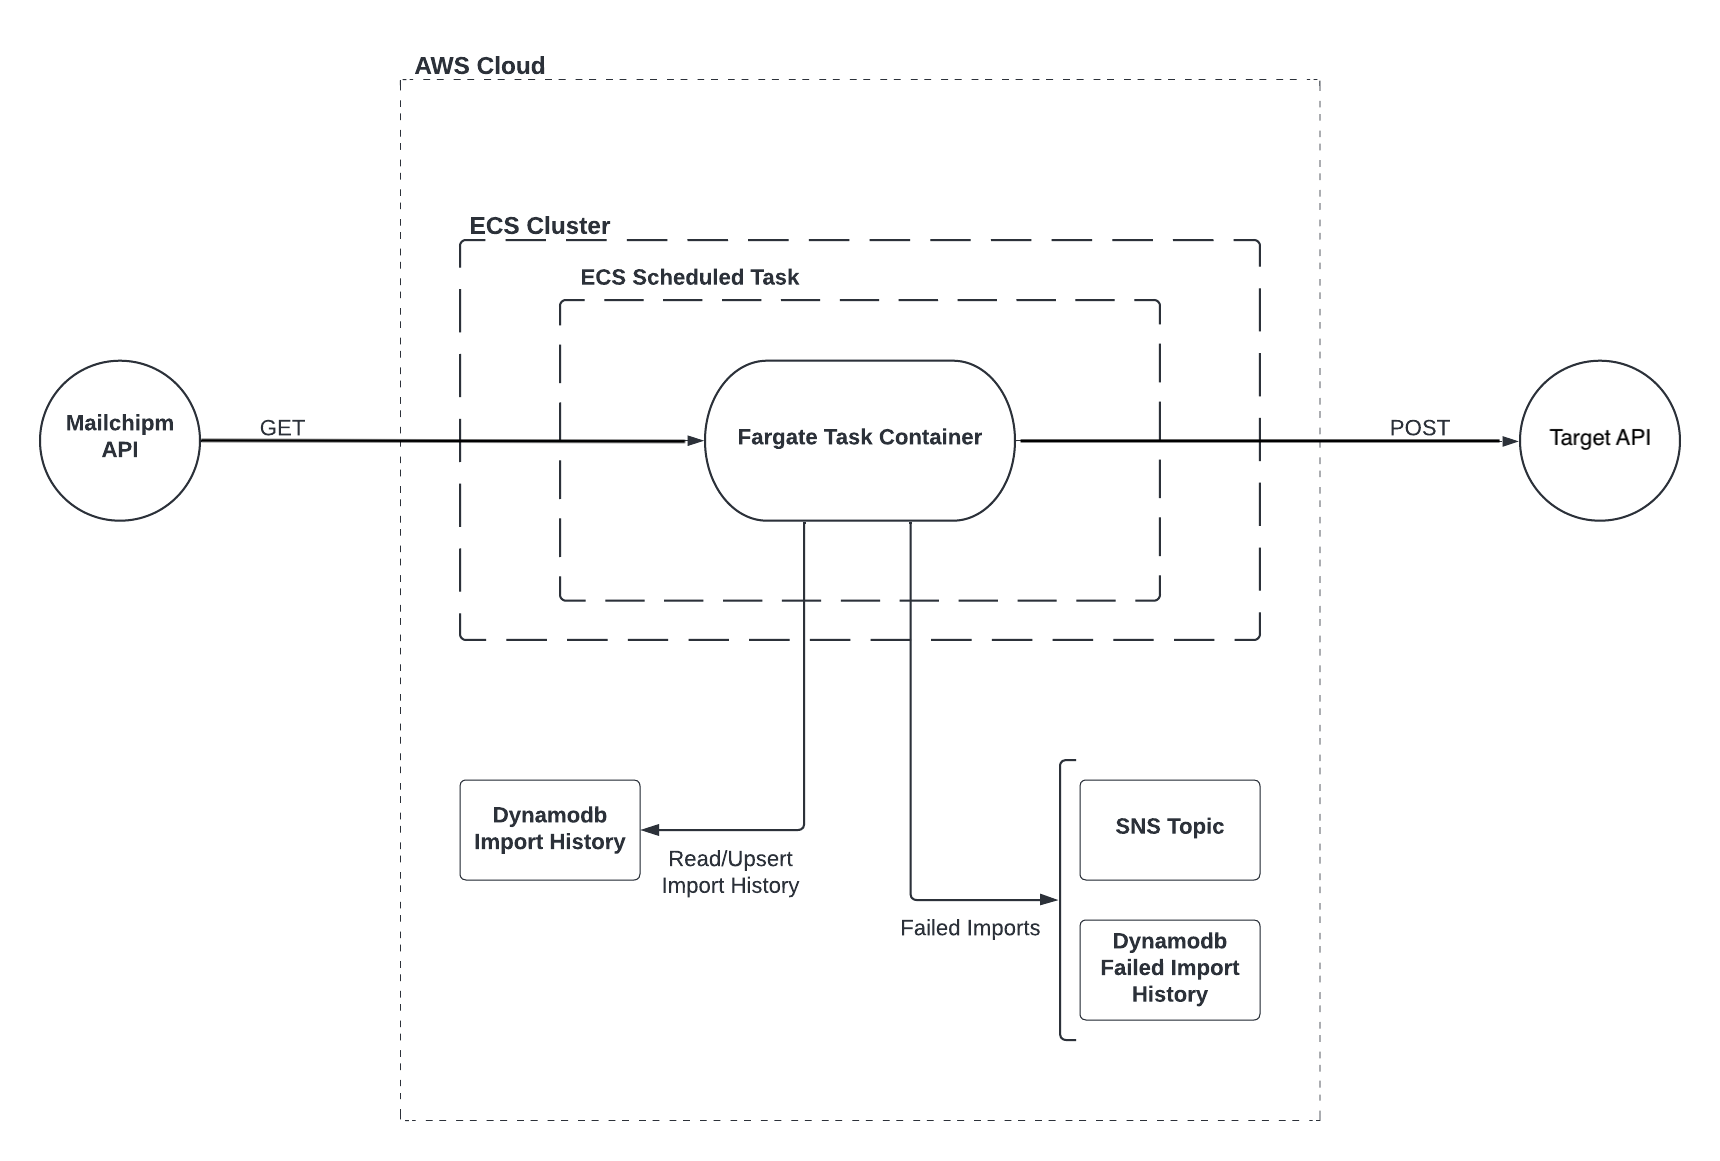 AWS Cloud
ECS Cluster
ECS Scheduled Task
Mailchipm
API
GET
Fargate Task Container
POST
Target API
Dynamodb
Import History
Read/Upsert
Import History
Failed Imports
SNS Topic
Dynamodb
Failed Import
History